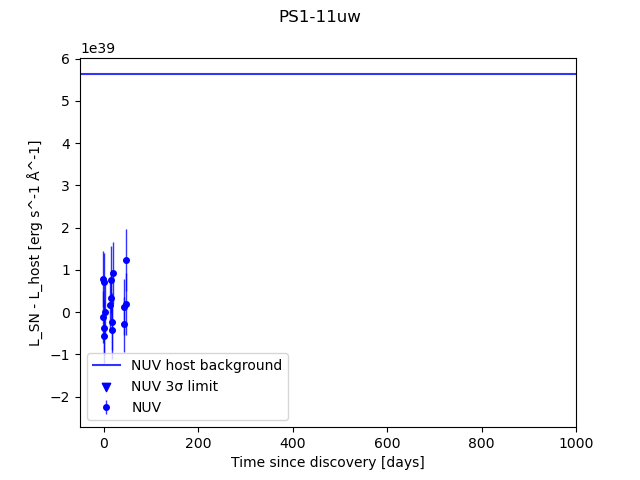 PS1-11uw
1e39
6
5
4
3
2
1
0
−1
−2
L_SN - L_host [erg s^-1 Å^-1]
NUV host background
NUV 3σ limit
NUV
0 200 400 600 800 1000
Time since discovery [days]